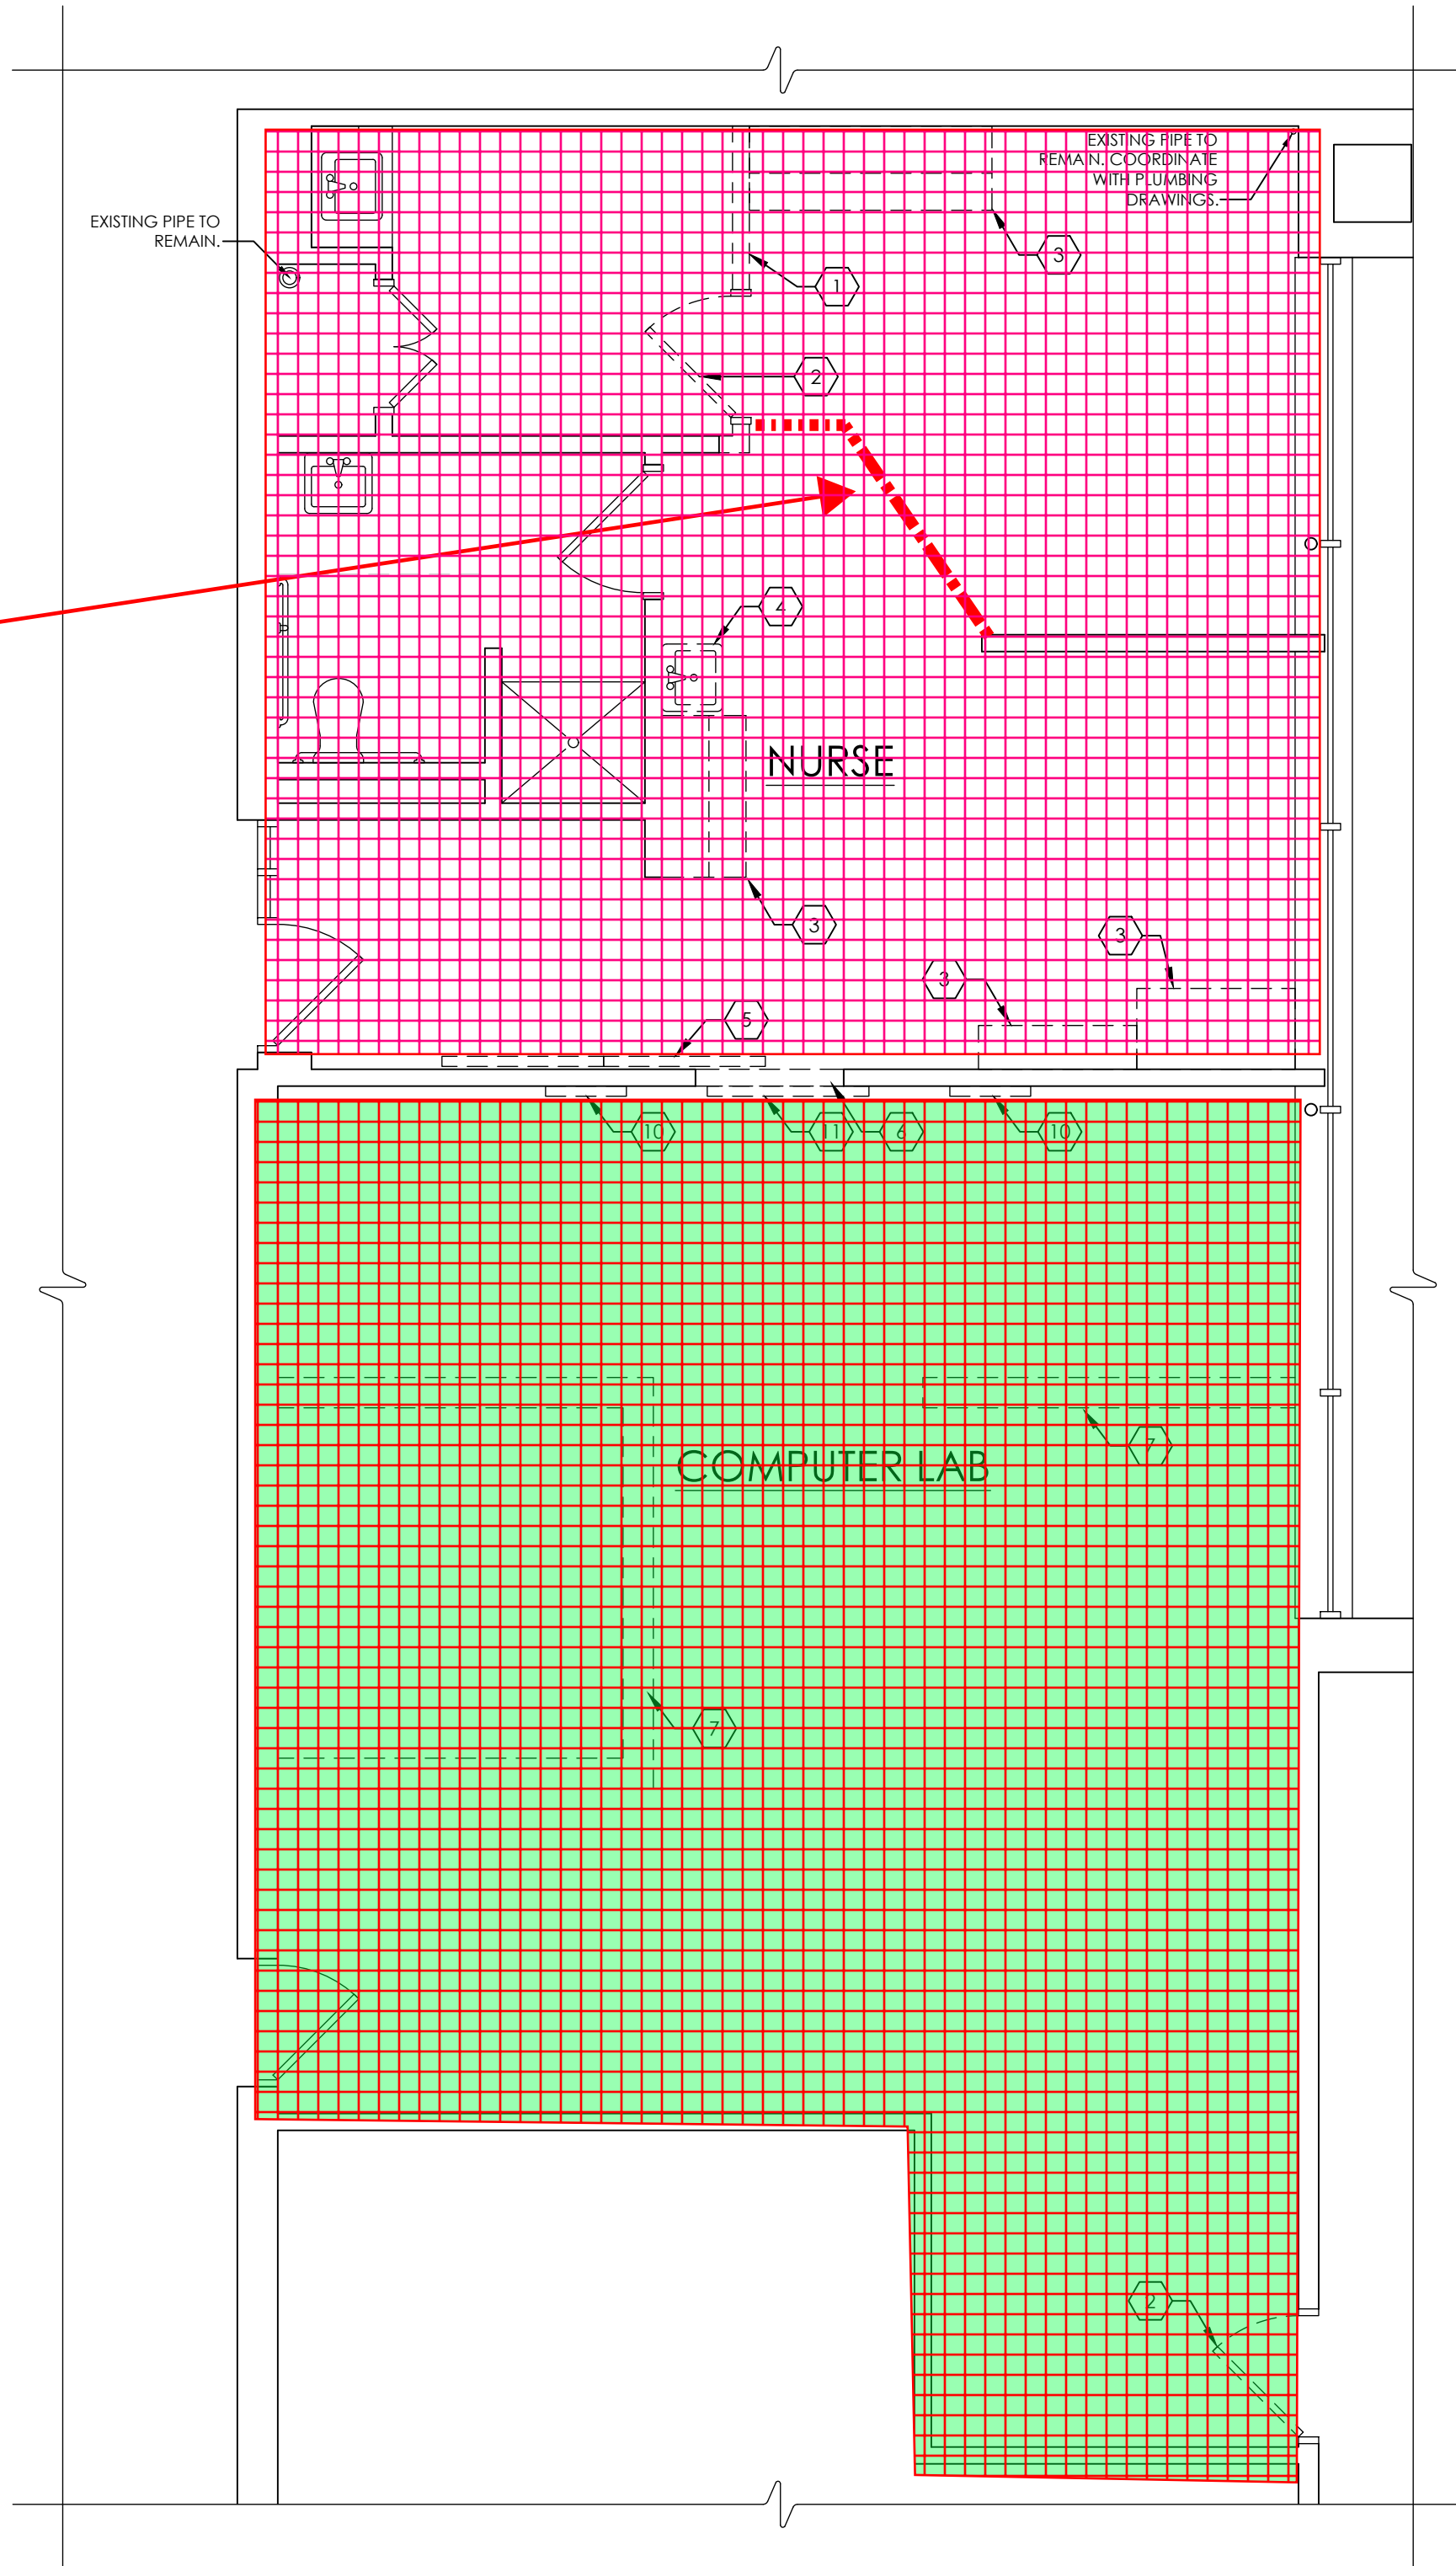 EXISTING PIPE TO
REMAIN. COORDINATE
WITH PLUMBING
DRAWINGS.
EXISTING PIPE TO
REMAIN.
3
1
2
4
NURSE
3
3
3
5
10
11
6
10
7
COMPUTER LAB
7
2